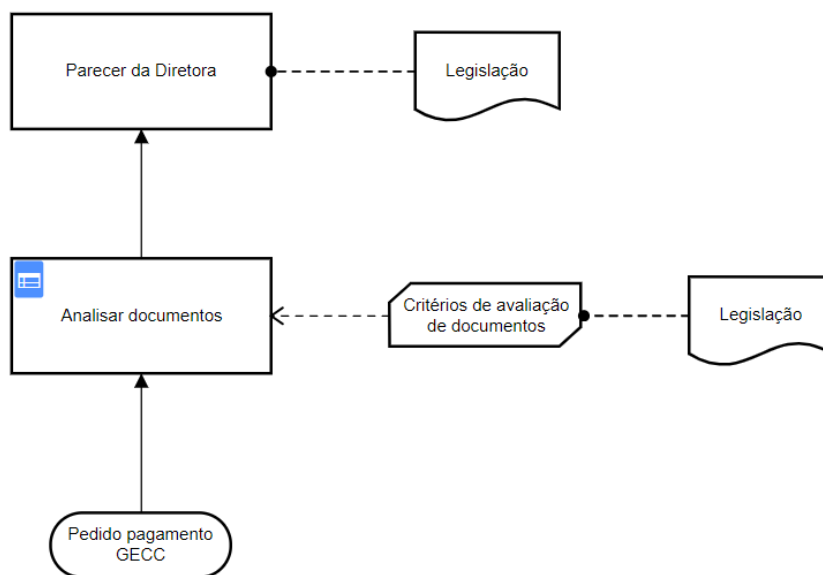 Parecer da Diretora
Legislação
Analisar documentos
Critérios de avaliação
de documentos
Legislação
Pedido pagamento
GECC